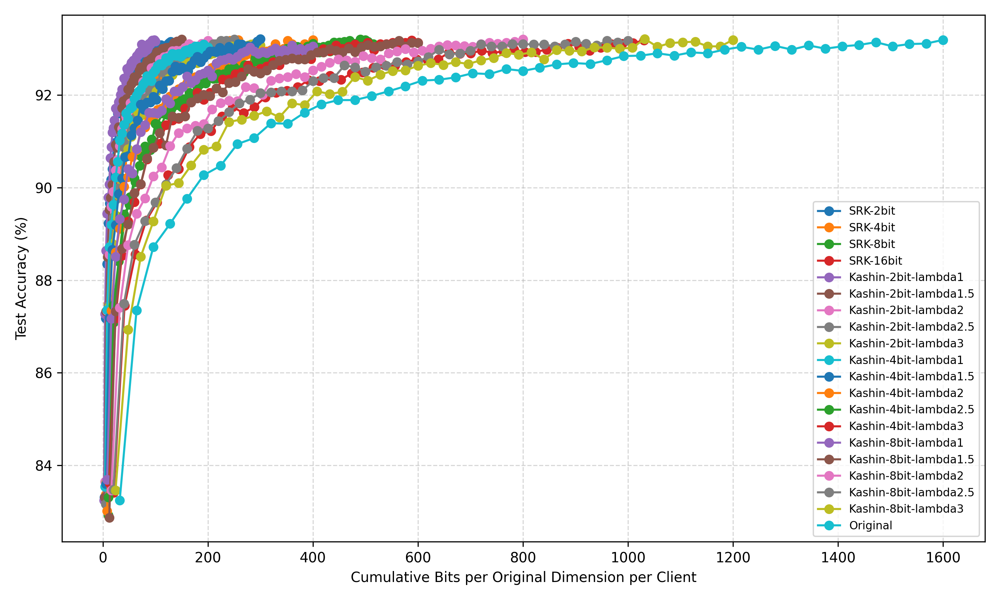 92
90
88
86
84
Test Accuracy (%)
0 200 400 600 800 1000 1200 1400 1600
Cumulative Bits per Original Dimension per Client
SRK-2bit
SRK-4bit
SRK-8bit
SRK-16bit
Kashin-2bit-lambda1
Kashin-2bit-lambda1.5
Kashin-2bit-lambda2
Kashin-2bit-lambda2.5
Kashin-2bit-lambda3
Kashin-4bit-lambda1
Kashin-4bit-lambda1.5
Kashin-4bit-lambda2
Kashin-4bit-lambda2.5
Kashin-4bit-lambda3
Kashin-8bit-lambda1
Kashin-8bit-lambda1.5
Kashin-8bit-lambda2
Kashin-8bit-lambda2.5
Kashin-8bit-lambda3
Original